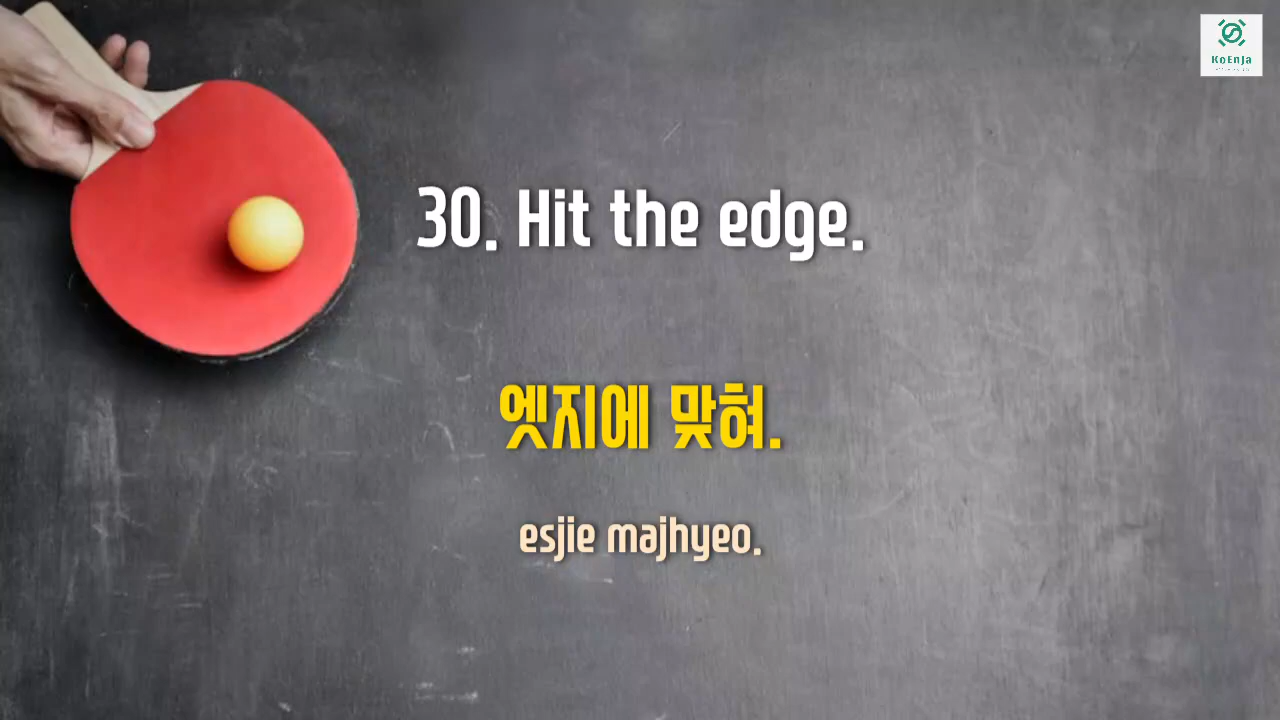 KoEnJa
30. Hit the edge.
엣지에 맞혀.
esjie majhyeo.